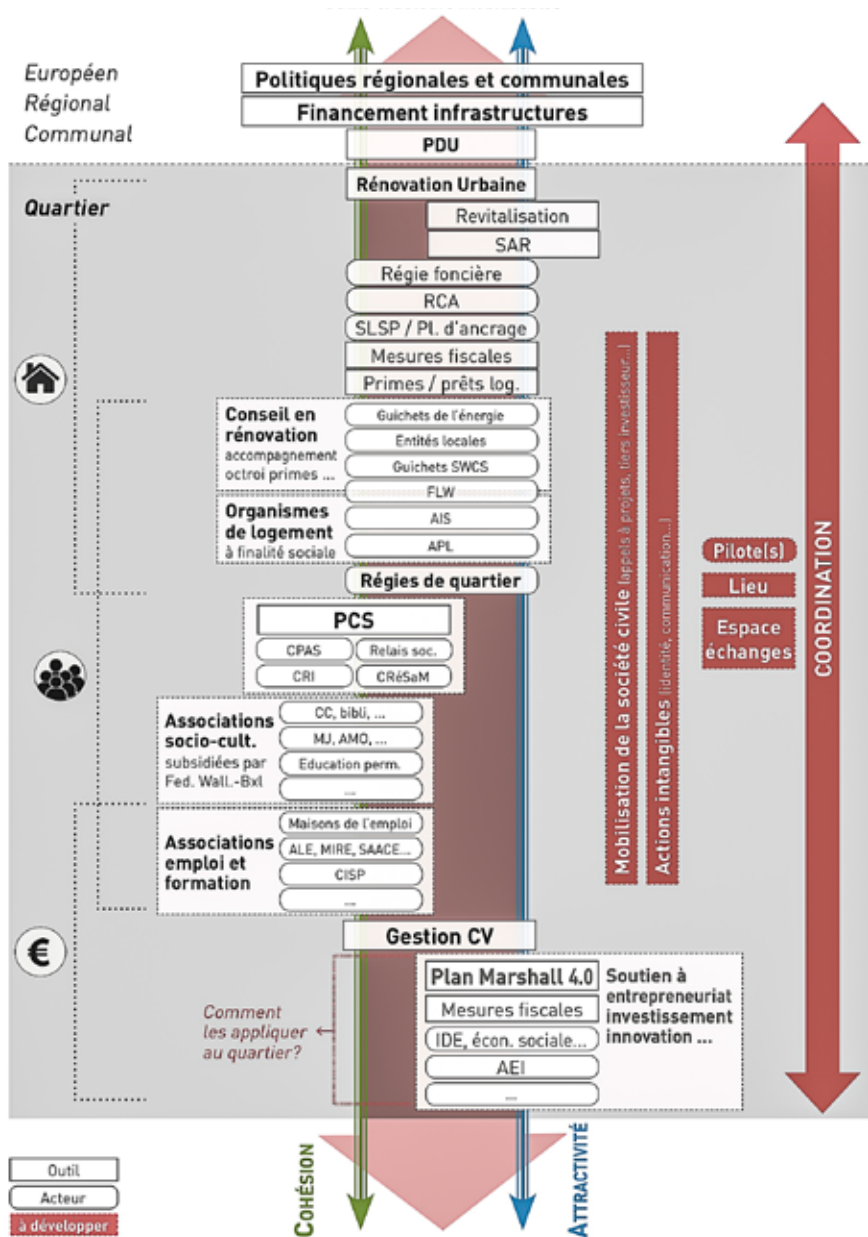 Européen
Régional
Communal
Politiques régionales et communales
Financement infrastructures
PDU
Quartier
Rénovation Urbaine
Revitalisation
SAR
Régie foncière
RCA
SLSP / Pl. d'ancrage
Mesures fiscales
Primes / prêts log.
Conseil en
rénovation
accompagnement
octroi primes ...
Guichets de l'énergie
Entités locales
Guichets SWCS
FLW
Organismes
de logement
à finalité sociale
AIS
APL
Régies de quartier
PCS
CPAS
Relais soc.
CRI
CRéSaM
Associations
socio-cult.
subsidiées par
Fed. Wall.-Bxl
CC, bibli, ...
MJ, AMO, ...
Education perm.
...
Associations
emploi et
formation
Maisons de l'emploi
ALE, MIRE, SAACE...
CISP
...
€
Gestion CV
Comment
les appliquer
au quartier?
Plan Marshall 4.0
Mesures fiscales
IDE, écon. sociale...
AEI
...
Soutien à
entrepreneuriat
investissement
innovation ...
Mobilisation de la société civile (appels à projets, tiers investisseur...)
Actions intangibles (identité, communication...)
Pilote(s)
Lieu
Espace
échanges
COORDINATION
COHÉSION
ATTRACTIVITÉ
Outil
Acteur
à développer